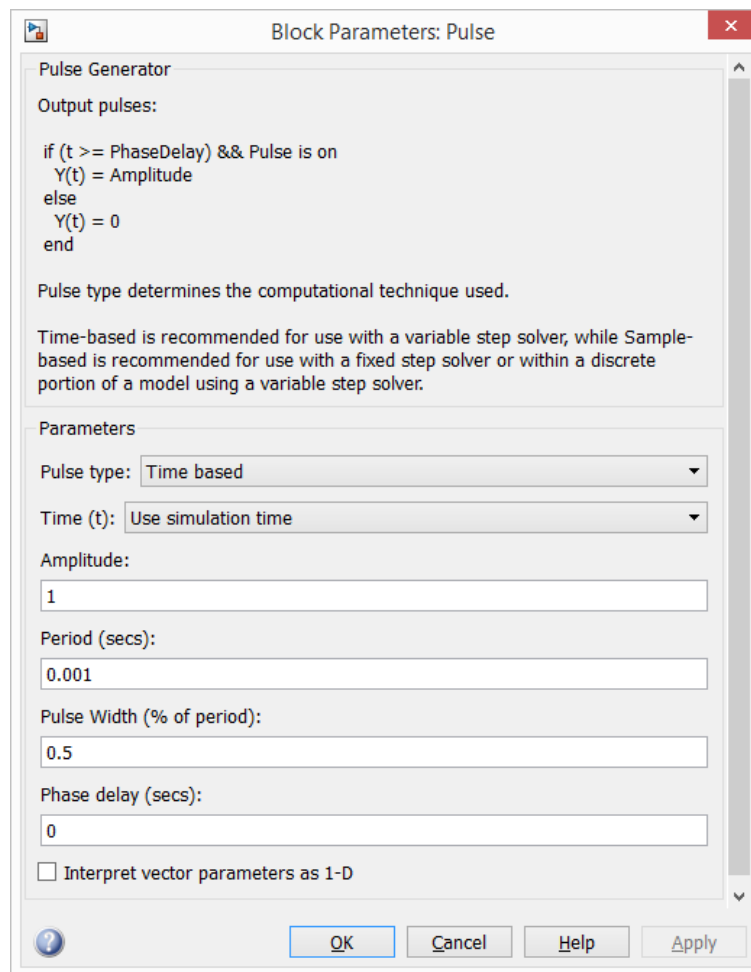 Block Parameters: Pulse
Pulse Generator
Output pulses:
if (t >= PhaseDelay) && Pulse is on
Y(t) = Amplitude
else
Y(t) = 0
end
Pulse type determines the computational technique used.
Time-based is recommended for use with a variable step solver, while Sample-
based is recommended for use with a fixed step solver or within a discrete
portion of a model using a variable step solver.
Parameters
Pulse type: Time based
Time (t): Use simulation time
Amplitude:
1
Period (secs):
0.001
Pulse Width (% of period):
0.5
Phase delay (secs):
0
Interpret vector parameters as 1-D
? OK Cancel Help Apply